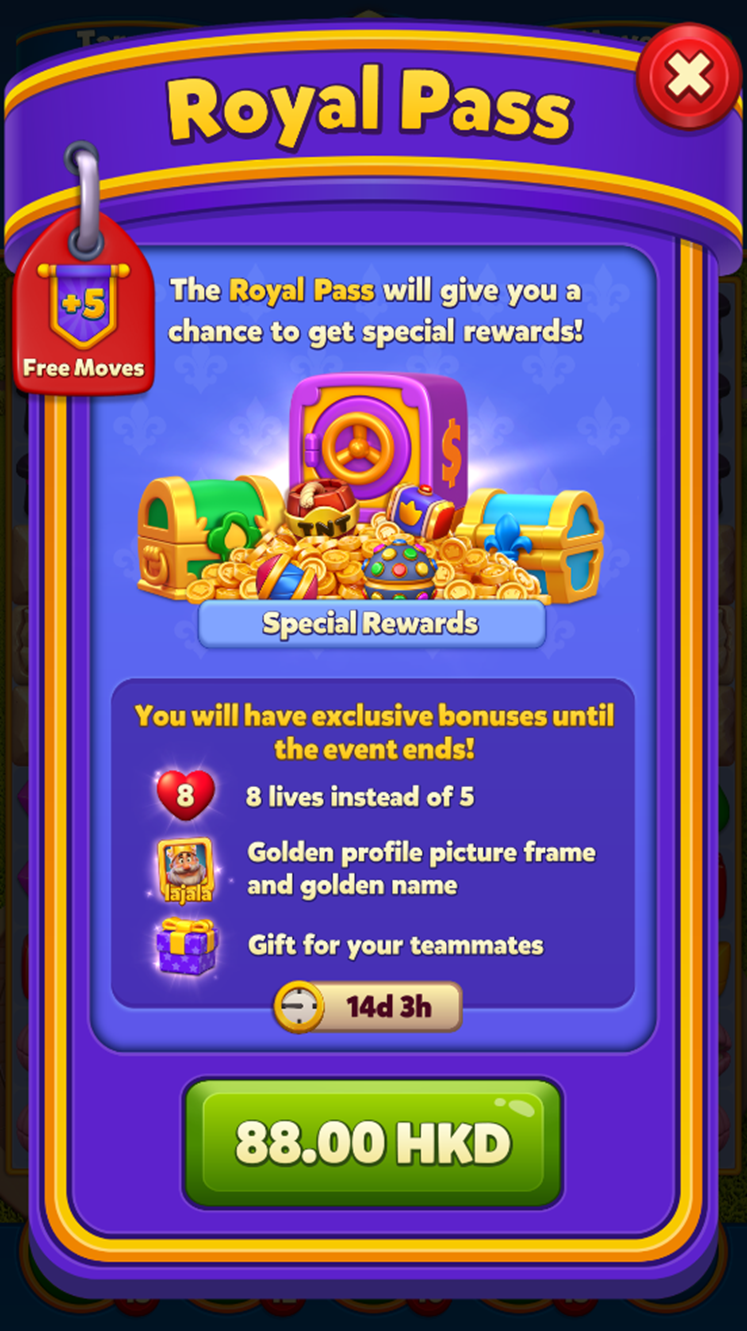 Royal Pass
+5
Free Moves
The Royal Pass will give you a
chance to get special rewards!
$
TNT
Special Rewards
You will have exclusive bonuses until
the event ends!
8
8 lives instead of 5
Golden profile picture frame
and golden name
lajala
Gift for your teammates
14d 3h
88.00 HKD